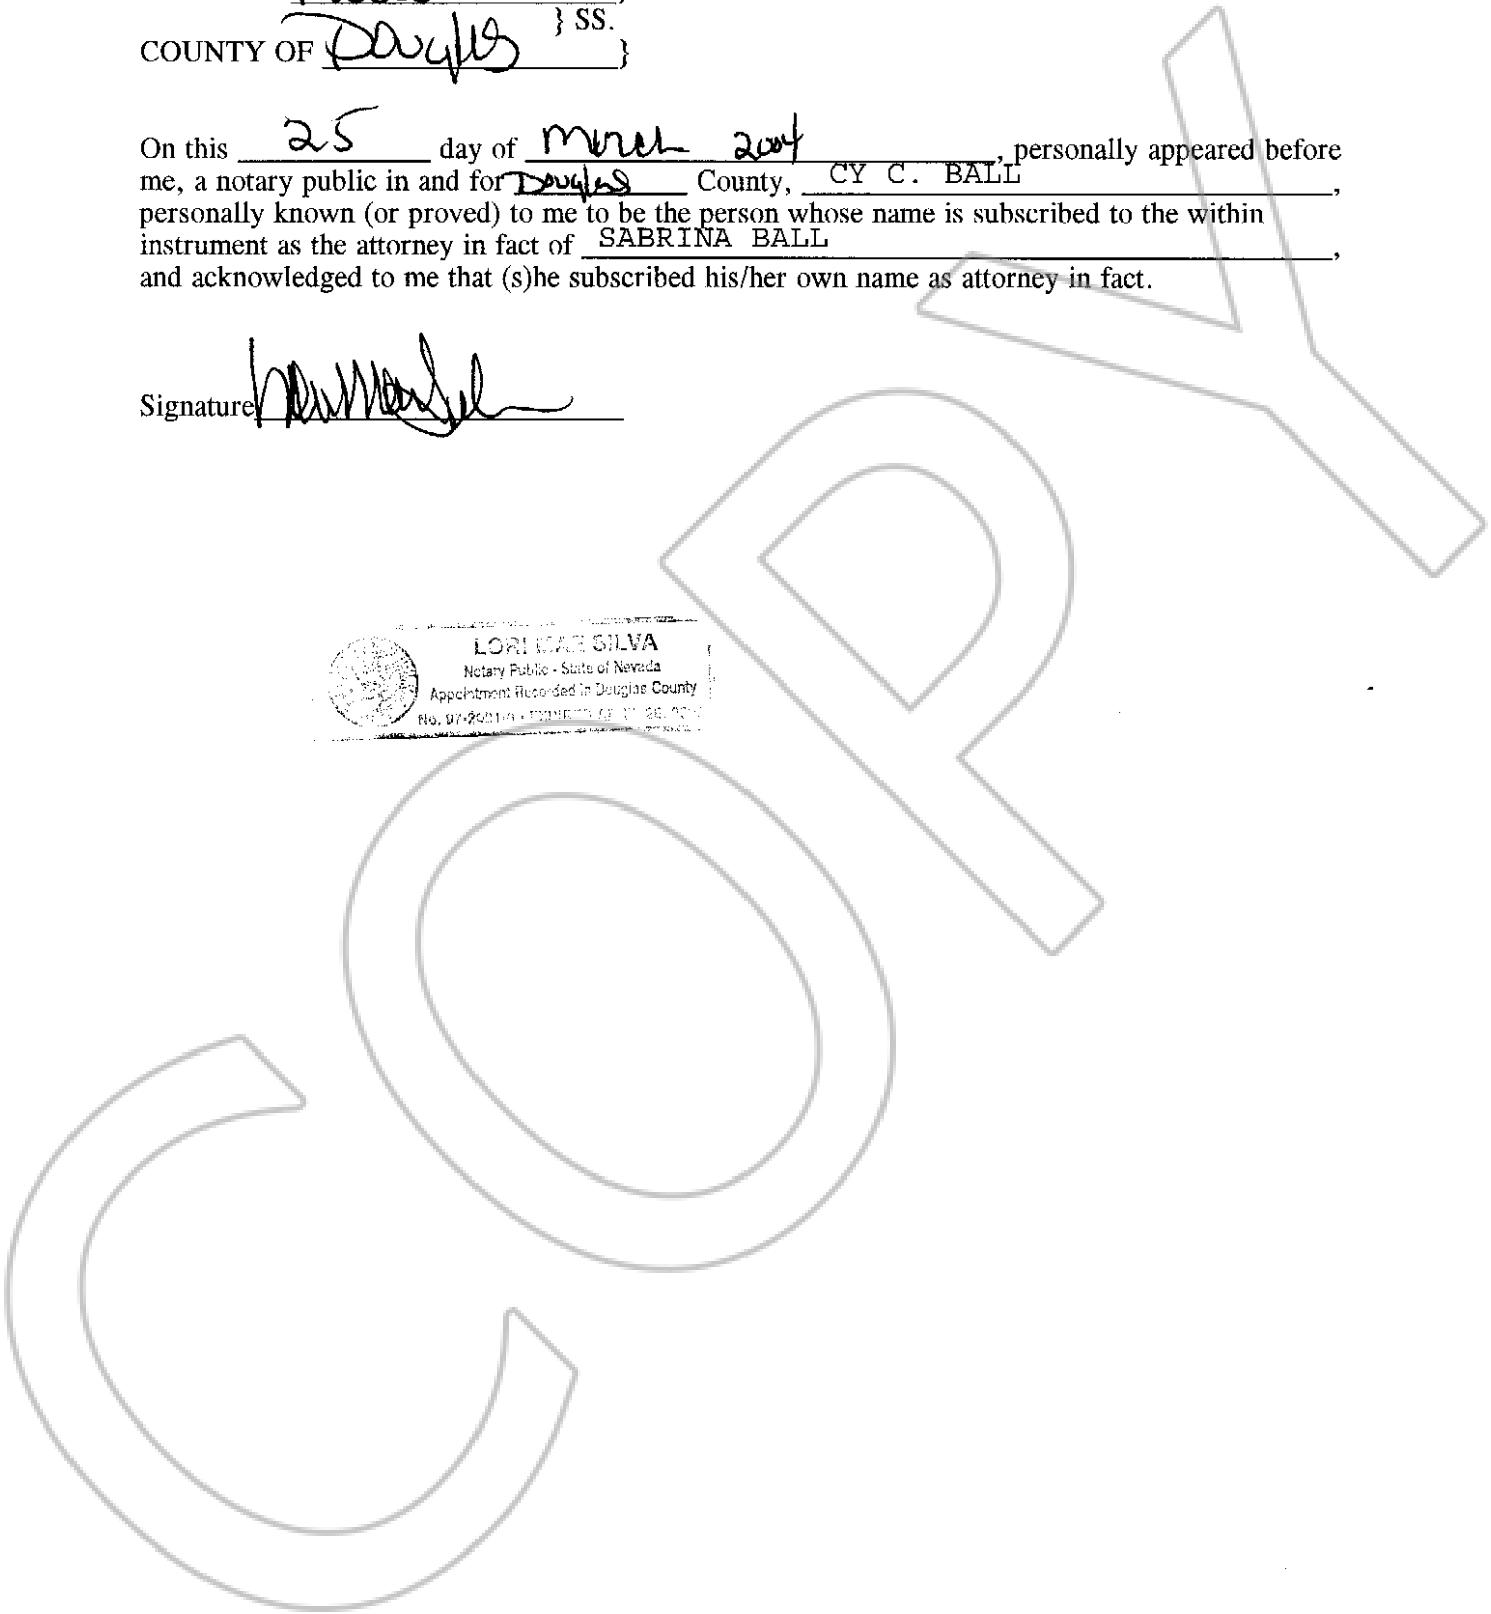 } SS.
COUNTY OF Douglas }
On this 25 day of March 2004, personally appeared before
me, a notary public in and for Douglas County, CY C. BALL,
personally known (or proved) to me to be the person whose name is subscribed to the within
instrument as the attorney in fact of SABRINA BALL,
and acknowledged to me that (s)he subscribed his/her own name as attorney in fact.
Signature
LORI MAE SILVA
Notary Public - State of Nevada
Appointment Recorded in Douglas County
No.
COPY